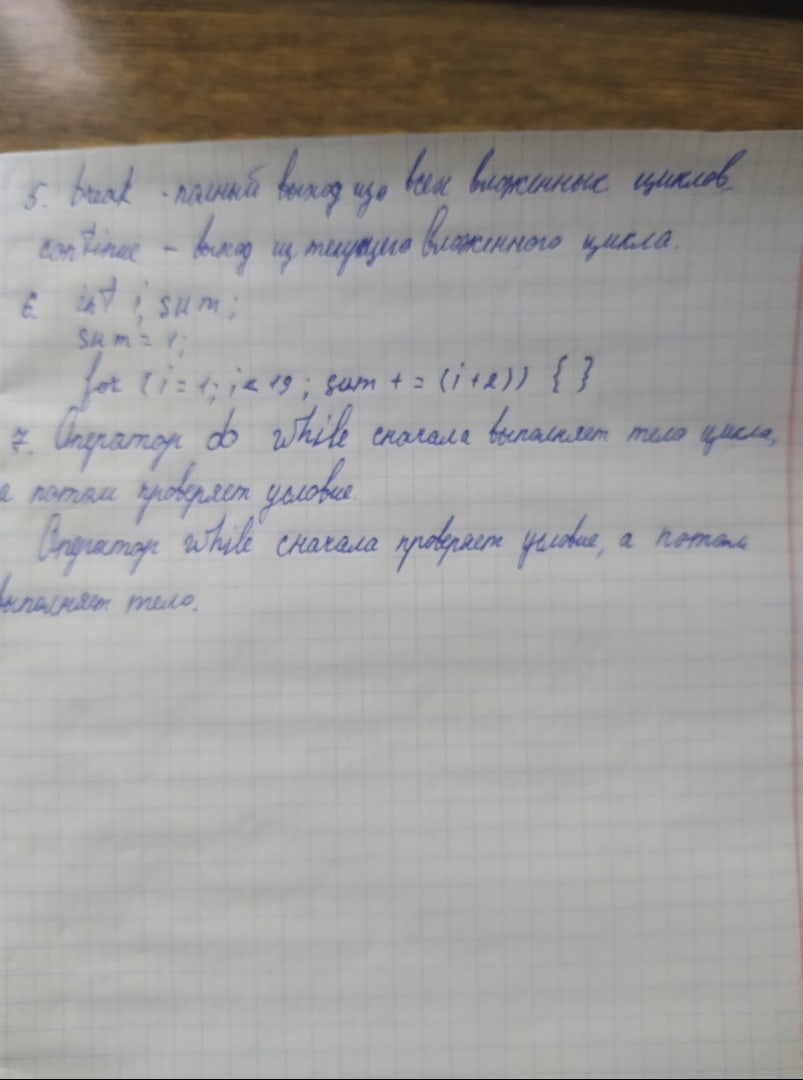 5. break - полный выход изо всех вложенных циклов.
continue - выход из текущего вложенного цикла.
6. int i, sum;
sum = 1;
for (i = 1; i < 19; sum + = (i+2)) { }
7. Оператор do while сначала выполняет тело цикла,
а потом проверяет условие.
Оператор while сначала проверяет условие, а потом
выполняет тело.